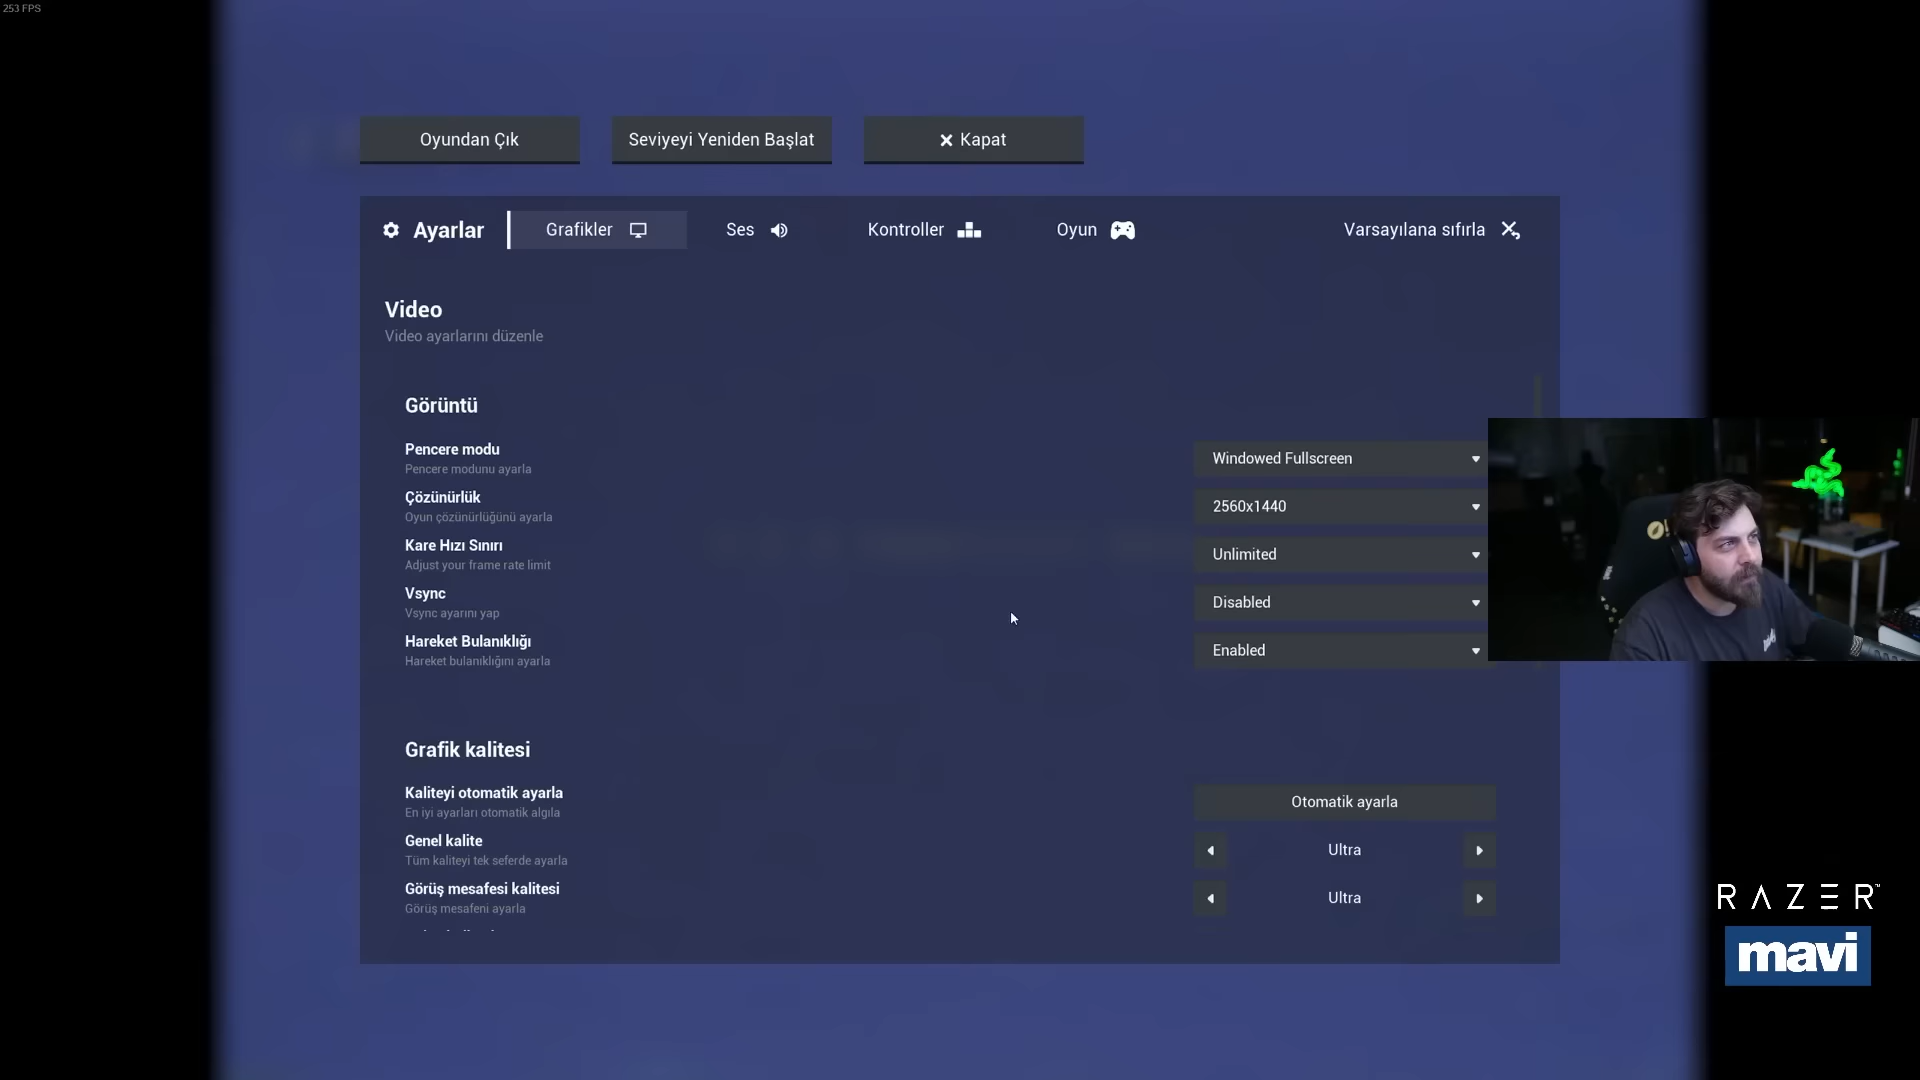 253 FPS
Oyundan Çık
Seviyeyi Yeniden Başlat
Kapat
Ayarlar
Grafikler
Ses
Kontroller
Oyun
Varsayılana sıfırla
Video
Video ayarlarını düzenle
Görüntü
Pencere modu
Pencere modunu ayarla
Windowed Fullscreen
Çözünürlük
Oyun çözünürlüğünü ayarla
2560x1440
Kare Hızı Sınırı
Adjust your frame rate limit
Unlimited
Vsync
Vsync ayarını yap
Disabled
Hareket Bulanıklığı
Hareket bulanıklığını ayarla
Enabled
Grafik kalitesi
Kaliteyi otomatik ayarla
En iyi ayarları otomatik algıla
Otomatik ayarla
Genel kalite
Tüm kaliteyi tek seferde ayarla
Ultra
Görüş mesafesi kalitesi
Görüş mesafeni ayarla
Ultra
RAZER™
mavi